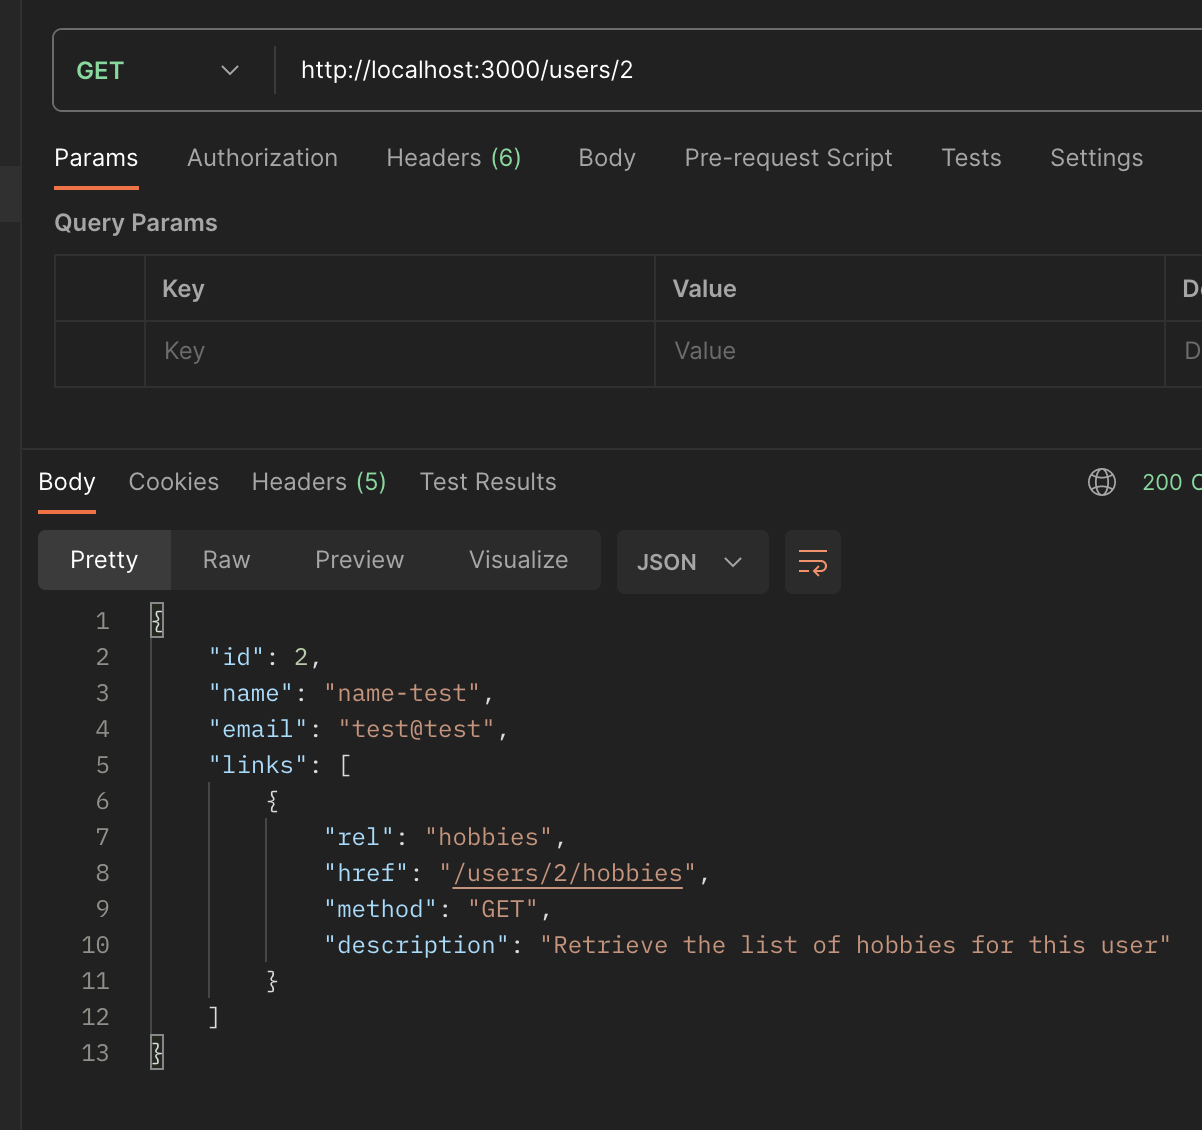 GET http://localhost:3000/users/2
Params Authorization Headers (6) Body Pre-request Script Tests Settings
Query Params
Key Value
Key Value
Body Cookies Headers (5) Test Results 200
Pretty Raw Preview Visualize JSON
1 {
2 "id": 2,
3 "name": "name-test",
4 "email": "test@test",
5 "links": [
6 {
7 "rel": "hobbies",
8 "href": "/users/2/hobbies",
9 "method": "GET",
10 "description": "Retrieve the list of hobbies for this user"
11 }
12 ]
13 }